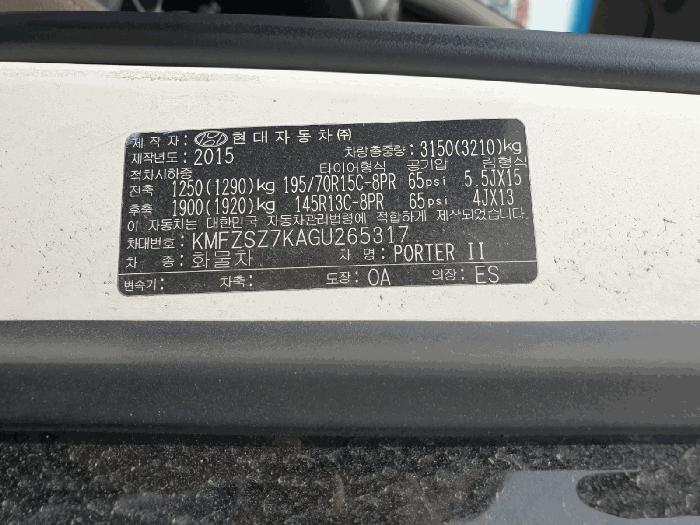 제 작 자: HYUNDAI 현대자동차㈜
제작년도: 2015 차량총중량: 3150(3210)kg
적차시하중 타이어형식 공기압 림형식
전축 1250(1290)kg 195/70R15C-8PR 65psi 5.5JX15
후축 1900(1920)kg 145R13C-8PR 65psi 4JX13
이 자동차는 대한민국 자동차관리법령에 적합하게 제작되었습니다.
차대번호: KMFZSZ7KAGU265317
차 종: 화물차 차 명: PORTER II
변속기: 차축: 도장: OA 의장: ES